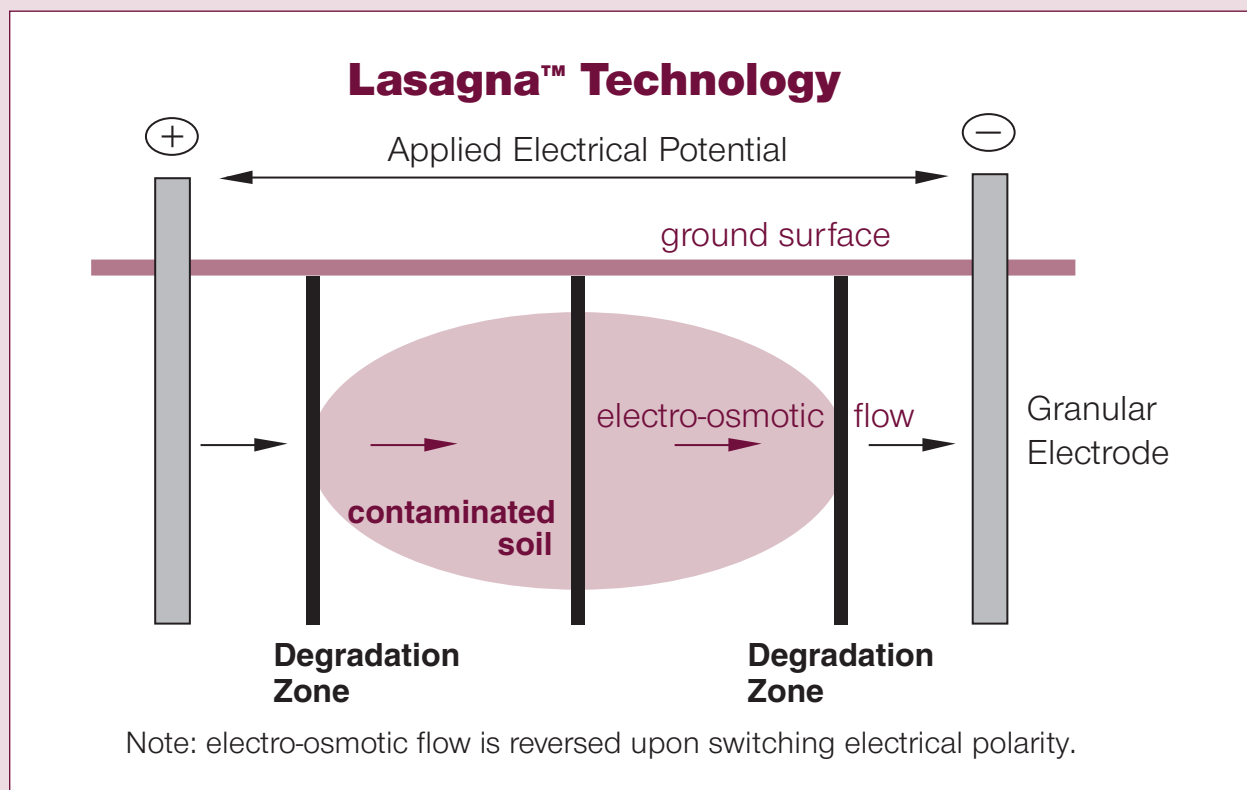 Lasagna™ Technology
+
−
Applied Electrical Potential
ground surface
electro-osmotic flow
Granular
Electrode
contaminated
soil
Degradation
Zone
Degradation
Zone
Note: electro-osmotic flow is reversed upon switching electrical polarity.